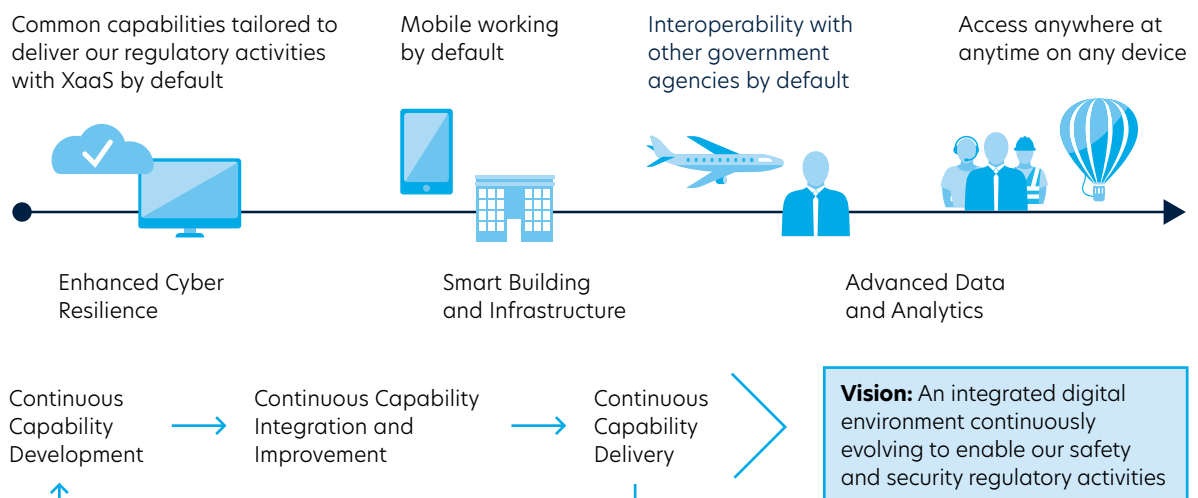 Common capabilities tailored to
deliver our regulatory activities
with XaaS by default
Mobile working
by default
Interoperability with
other government
agencies by default
Access anywhere at
anytime on any device
Enhanced Cyber
Resilience
Smart Building
and Infrastructure
Advanced Data
and Analytics
Continuous
Capability
Development
Continuous Capability
Integration and
Improvement
Continuous
Capability
Delivery
Vision: An integrated digital
environment continuously
evolving to enable our safety
and security regulatory activities